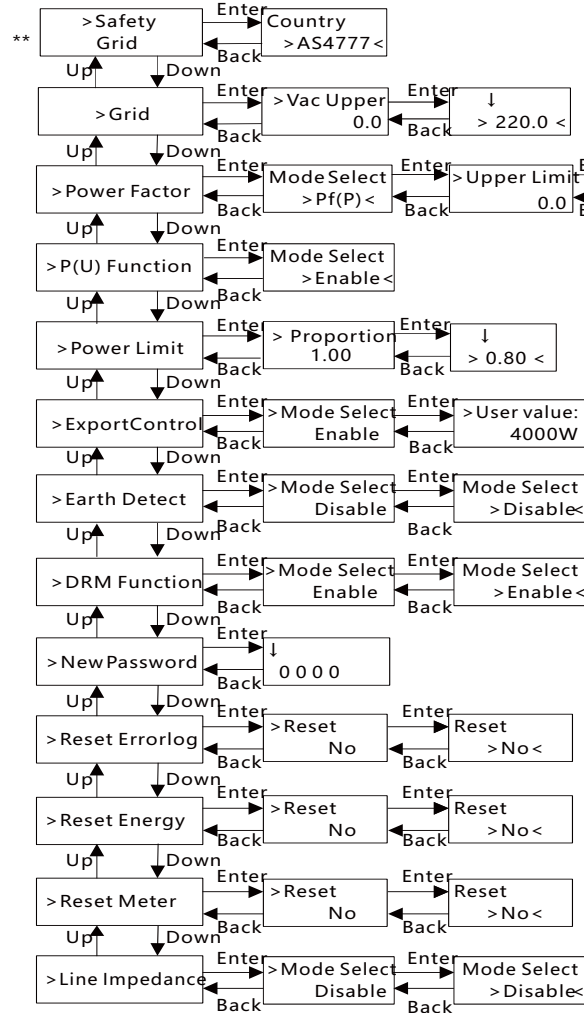 Enter
>Safety
Grid
Country
>AS4777<
**
Back
Up
Down
Enter
Enter
>Grid
>Vac Upper
0.0
↓
> 220.0 <
Back
Back
Up
Down
Enter
Enter
>Power Factor
Mode Select
>Pf(P)<
>Upper Limit
0.0
Back
Back
Up
Down
Enter
>P(U) Function
Mode Select
>Enable<
Back
Up
Down
Enter
Enter
>Power Limit
> Proportion
1.00
↓
> 0.80 <
Back
Back
Up
Down
Enter
Enter
>ExportControl
>Mode Select
Enable
>User value:
4000W
Back
Back
Up
Down
Enter
Enter
>Earth Detect
>Mode Select
Disable
Mode Select
>Disable<
Back
Back
Up
Down
Enter
Enter
>DRM Function
>Mode Select
Enable
Mode Select
>Enable<
Back
Back
Up
Down
Enter
>New Password
↓
0 0 0 0
Back
Up
Down
Enter
Enter
>Reset Errorlog
>Reset
No
Reset
>No<
Back
Back
Up
Down
Enter
Enter
>Reset Energy
>Reset
No
Reset
>No<
Back
Back
Up
Down
Enter
Enter
>Reset Meter
>Reset
No
Reset
>No<
Back
Back
Up
Down
Enter
Enter
>Line Impedance
>Mode Select
Disable
Mode Select
>Disable<
Back
Back